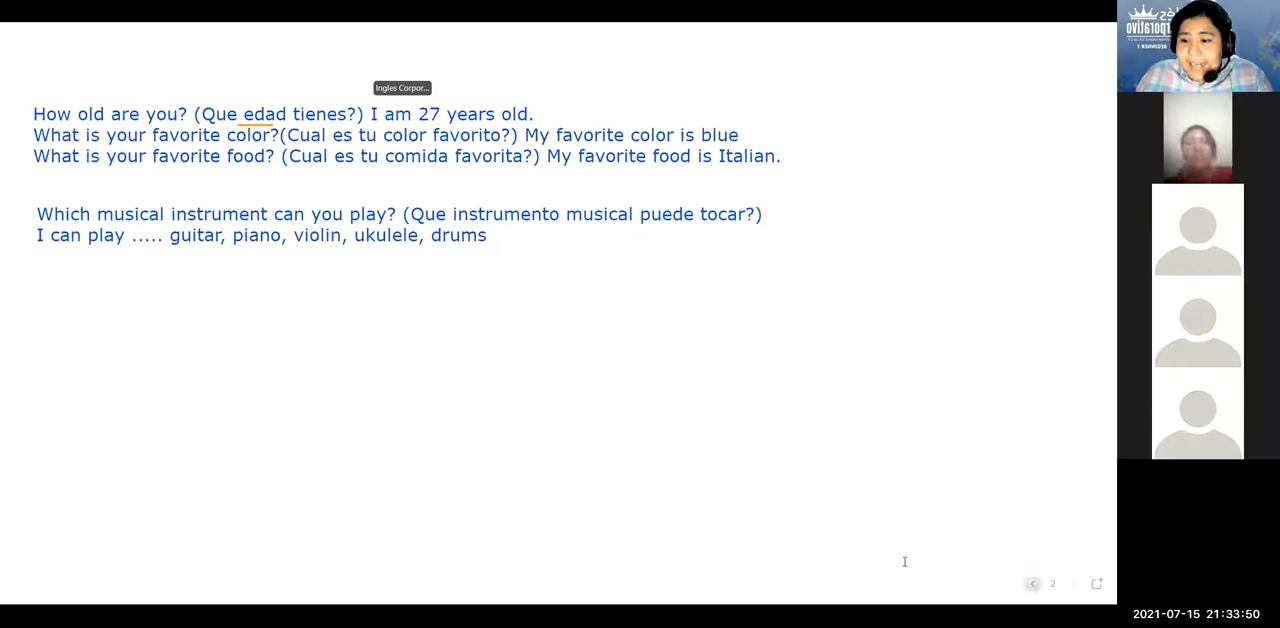 Ingles Corpor...
How old are you? (Que edad tienes?) I am 27 years old.
What is your favorite color?(Cual es tu color favorito?) My favorite color is blue
What is your favorite food? (Cual es tu comida favorita?) My favorite food is Italian.
Which musical instrument can you play? (Que instrumento musical puede tocar?)
I can play ..... guitar, piano, violin, ukulele, drums
2
2021-07-15 21:33:50